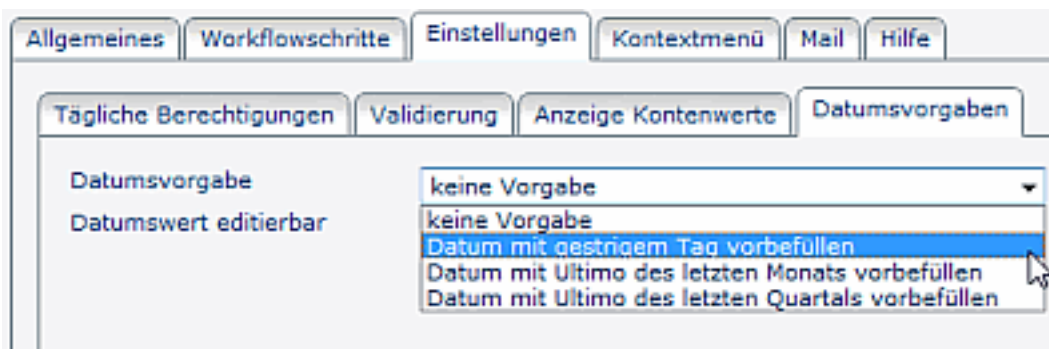 Allgemeines Workflowschritte Einstellungen Kontextmenü Mail Hilfe
Tägliche Berechtigungen Validierung Anzeige Kontenwerte Datumsvorgaben
Datumsvorgabe keine Vorgabe
Datumswert editierbar keine Vorgabe
Datum mit gestrigem Tag vorbefüllen
Datum mit Ultimo des letzten Monats vorbefüllen
Datum mit Ultimo des letzten Quartals vorbefüllen